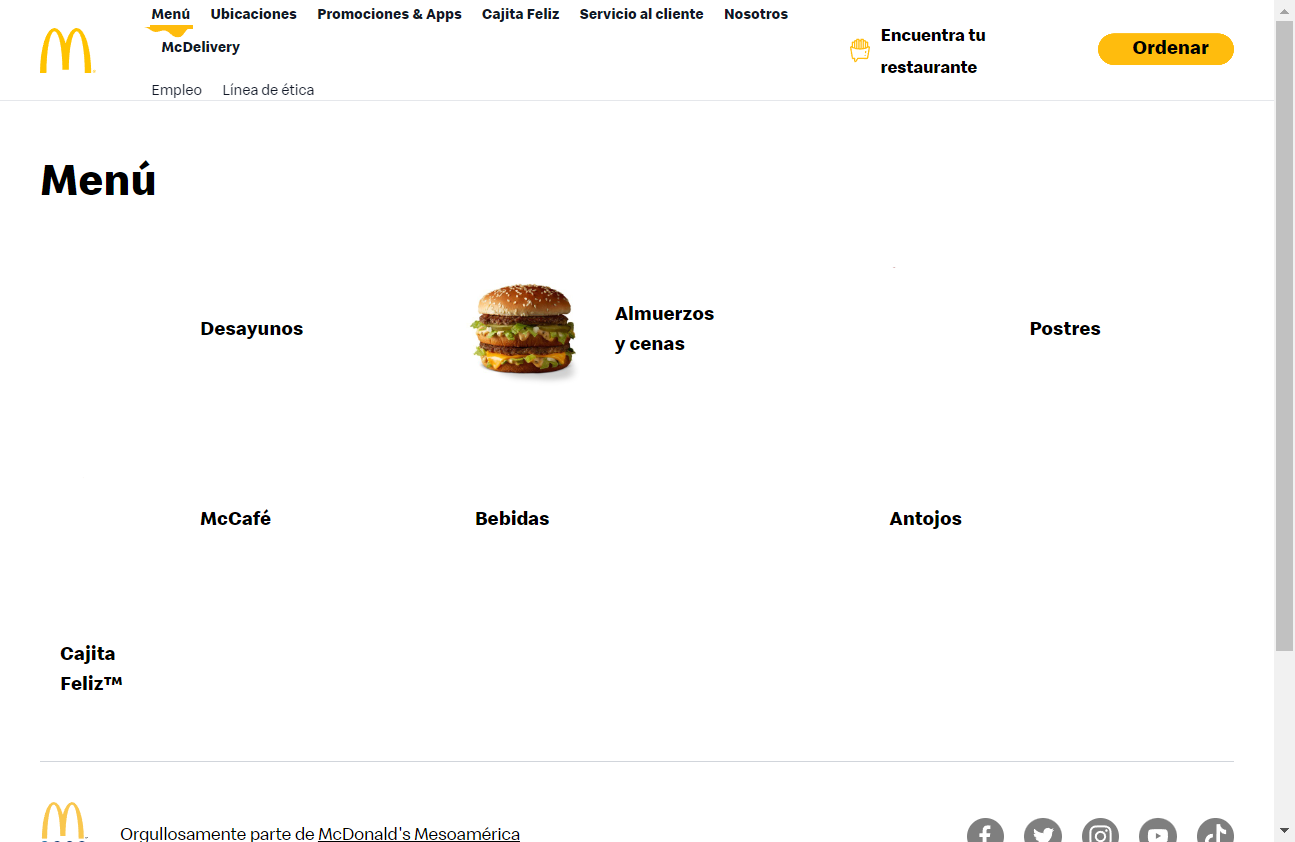 Menú Ubicaciones Promociones & Apps Cajita Feliz Servicio al cliente Nosotros
McDelivery
Empleo Línea de ética
Encuentra tu
restaurante
Ordenar
Menú
Desayunos
Almuerzos
y cenas
Postres
McCafé
Bebidas
Antojos
Cajita
Feliz™
Orgullosamente parte de McDonald's Mesoamérica